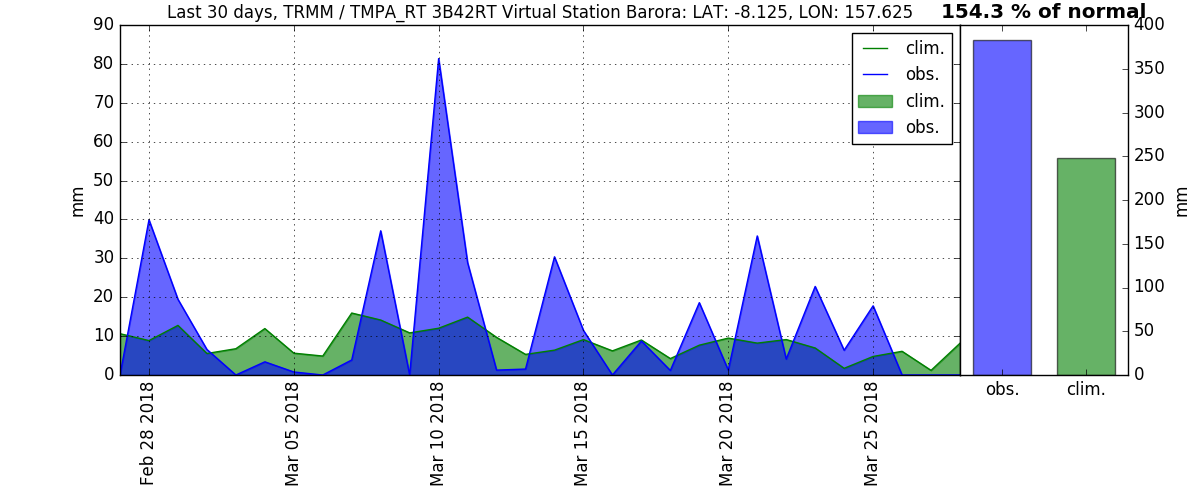 Last 30 days, TRMM / TMPA_RT 3B42RT Virtual Station Barora: LAT: -8.125, LON: 157.625
154.3 % of normal
90
80
70
60
50
40
30
20
10
0
mm
clim.
obs.
clim.
obs.
Feb 28 2018
Mar 05 2018
Mar 10 2018
Mar 15 2018
Mar 20 2018
Mar 25 2018
400
350
300
250
200
150
100
50
0
mm
obs.
clim.